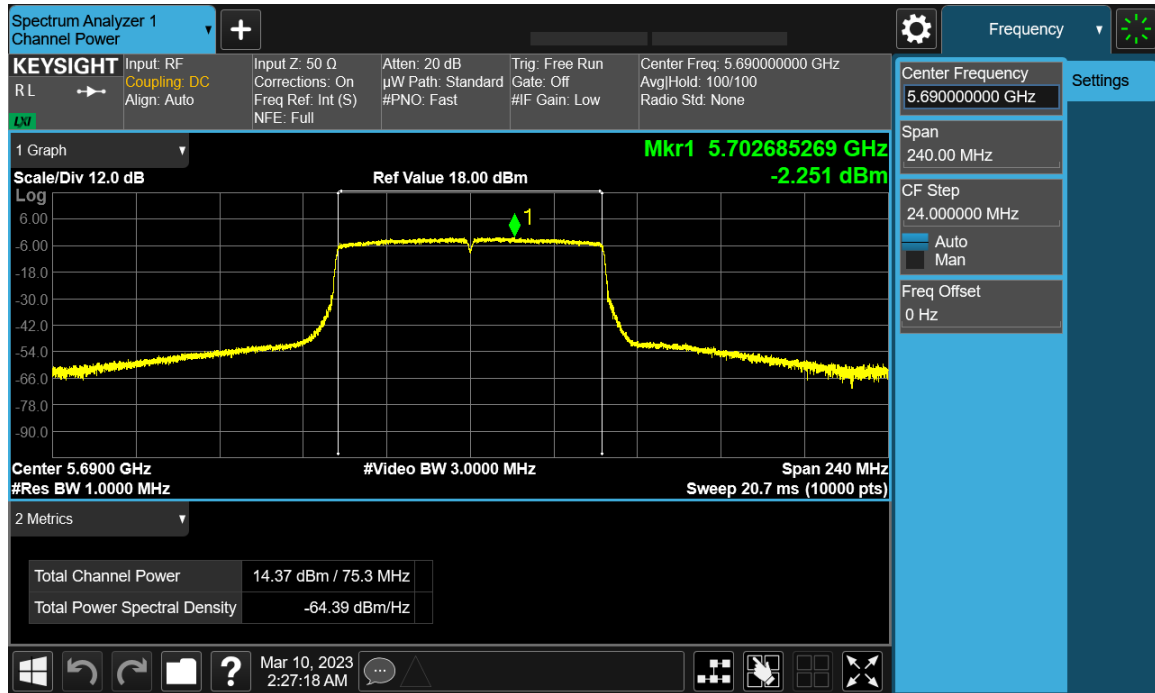 Spectrum Analyzer 1
Channel Power
Frequency
KEYSIGHT
R L
LXI
Input: RF
Coupling: DC
Align: Auto
Input Z: 50 Ω
Corrections: On
Freq Ref: Int (S)
NFE: Full
Atten: 20 dB
µW Path: Standard
#PNO: Fast
Trig: Free Run
Gate: Off
#IF Gain: Low
Center Freq: 5.690000000 GHz
Avg|Hold: 100/100
Radio Std: None
Center Frequency
5.690000000 GHz
Settings
Span
240.00 MHz
CF Step
24.000000 MHz
Auto
Man
Freq Offset
0 Hz
1 Graph
Mkr1 5.702685269 GHz
-2.251 dBm
Scale/Div 12.0 dB
Ref Value 18.00 dBm
Log
1
6.00
-6.00
-18.0
-30.0
-42.0
-54.0
-66.0
-78.0
-90.0
Center 5.6900 GHz
#Video BW 3.0000 MHz
Span 240 MHz
#Res BW 1.0000 MHz
Sweep 20.7 ms (10000 pts)
2 Metrics
Total Channel Power 14.37 dBm / 75.3 MHz
Total Power Spectral Density -64.39 dBm/Hz
?
Mar 10, 2023
2:27:18 AM